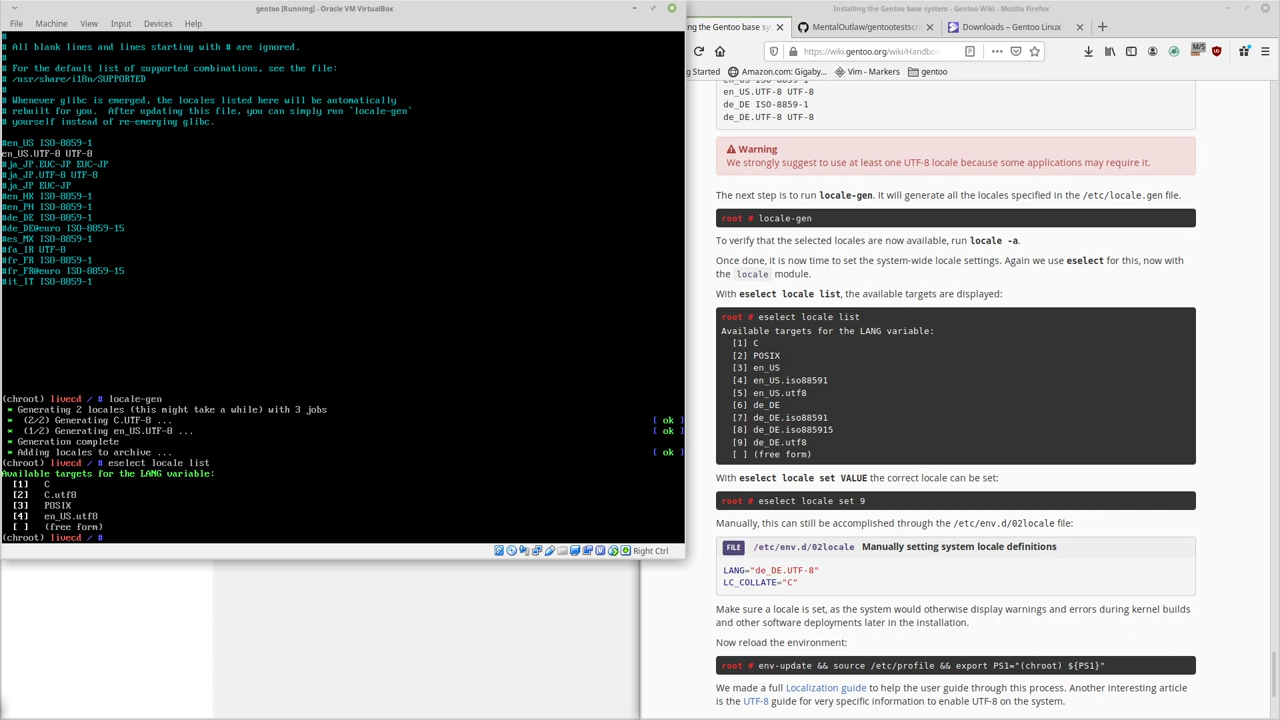 gentoo [Running] - Oracle VM VirtualBox
File Machine View Input Devices Help
#
# All blank lines and lines starting with # are ignored.
#
# For the default list of supported combinations, see the file:
# /usr/share/i18n/SUPPORTED
#
# Whenever glibc is emerged, the locales listed here will be automatically
# rebuilt for you.  After updating this file, you can simply run `locale-gen`
# yourself instead of re-emerging glibc.
#en_US ISO-8859-1
en_US.UTF-8 UTF-8
#ja_JP.EUC-JP EUC-JP
#ja_JP.UTF-8 UTF-8
#ja_JP EUC-JP
#en_HK ISO-8859-1
#en_PH ISO-8859-1
#de_DE ISO-8859-1
#de_DE@euro ISO-8859-15
#es_MX ISO-8859-1
#fa_IR UTF-8
#fr_FR ISO-8859-1
#fr_FR@euro ISO-8859-15
#it_IT ISO-8859-1
(chroot) livecd / # locale-gen
* Generating 2 locales (this might take a while) with 3 jobs
*  (2/2) Generating C.UTF-8 ... [ ok ]
*  (1/2) Generating en_US.UTF-8 ... [ ok ]
* Generation complete
* Adding locales to archive ... [ ok ]
(chroot) livecd / # eselect locale list
Available targets for the LANG variable:
[1] C
[2] C.utf8
[3] POSIX
[4] en_US.utf8
[ ] (free form)
(chroot) livecd / #
Right Ctrl
Installing the Gentoo base system - Gentoo Wiki - Mozilla Firefox
ng the Gentoo base syste
MentalOutlaw/gentootestscri
Downloads – Gentoo Linux
https://wiki.gentoo.org/wiki/Handbo
M/S
g Started Amazon.com: Gigaby... Vim - Markers gentoo
en_US ISO-8859-1
en_US.UTF-8 UTF-8
de_DE ISO-8859-1
de_DE.UTF-8 UTF-8
Warning
We strongly suggest to use at least one UTF-8 locale because some applications may require it.
The next step is to run locale-gen. It will generate all the locales specified in the /etc/locale.gen file.
root # locale-gen
To verify that the selected locales are now available, run locale -a.
Once done, it is now time to set the system-wide locale settings. Again we use eselect for this, now with
the locale module.
With eselect locale list, the available targets are displayed:
root # eselect locale list
Available targets for the LANG variable:
[1] C
[2] POSIX
[3] en_US
[4] en_US.iso88591
[5] en_US.utf8
[6] de_DE
[7] de_DE.iso88591
[8] de_DE.iso885915
[9] de_DE.utf8
[ ] (free form)
With eselect locale set VALUE the correct locale can be set:
root # eselect locale set 9
Manually, this can still be accomplished through the /etc/env.d/02locale file:
FILE /etc/env.d/02locale Manually setting system locale definitions
LANG="de_DE.UTF-8"
LC_COLLATE="C"
Make sure a locale is set, as the system would otherwise display warnings and errors during kernel builds
and other software deployments later in the installation.
Now reload the environment:
root # env-update && source /etc/profile && export PS1="(chroot) ${PS1}"
We made a full Localization guide to help the user guide through this process. Another interesting article
is the UTF-8 guide for very specific information to enable UTF-8 on the system.